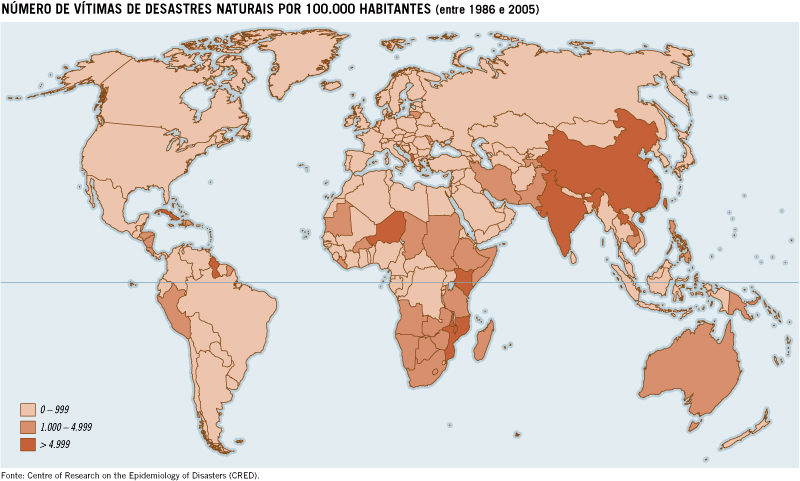 NÚMERO DE VÍTIMAS DE DESASTRES NATURAIS POR 100.000 HABITANTES (entre 1986 e 2005)
0 – 999
1.000 – 4.999
> 4.999
Fonte: Centre of Research on the Epidemiology of Disasters (CRED).